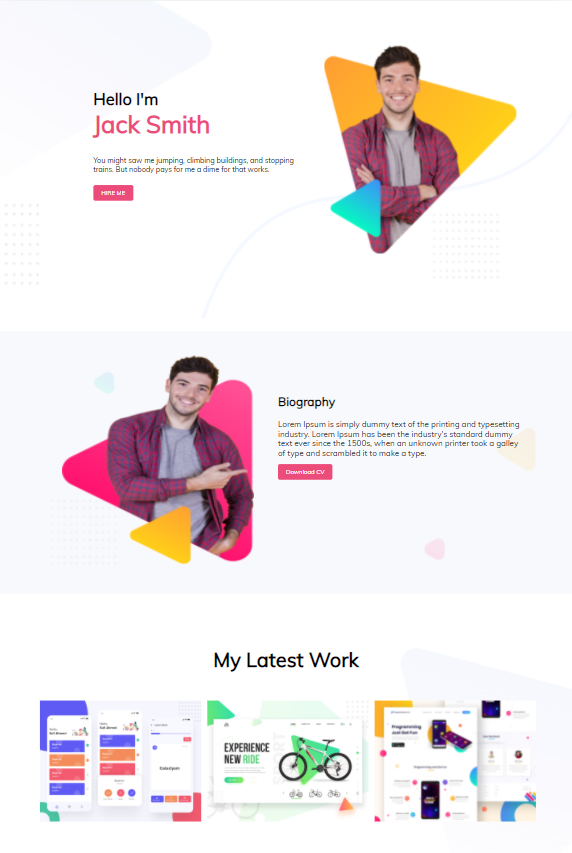 Hello I'm
Jack Smith
You might saw me jumping, climbing buildings, and stopping
trains. But nobody pays for me a dime for that works.
HIRE ME
Biography
Lorem Ipsum is simply dummy text of the printing and typesetting
industry. Lorem Ipsum has been the industry's standard dummy
text ever since the 1500s, when an unknown printer took a galley
of type and scrambled it to make a type.
Download CV
My Latest Work
EXPERIENCE
NEW RIDE
Programming
Just Got Fun